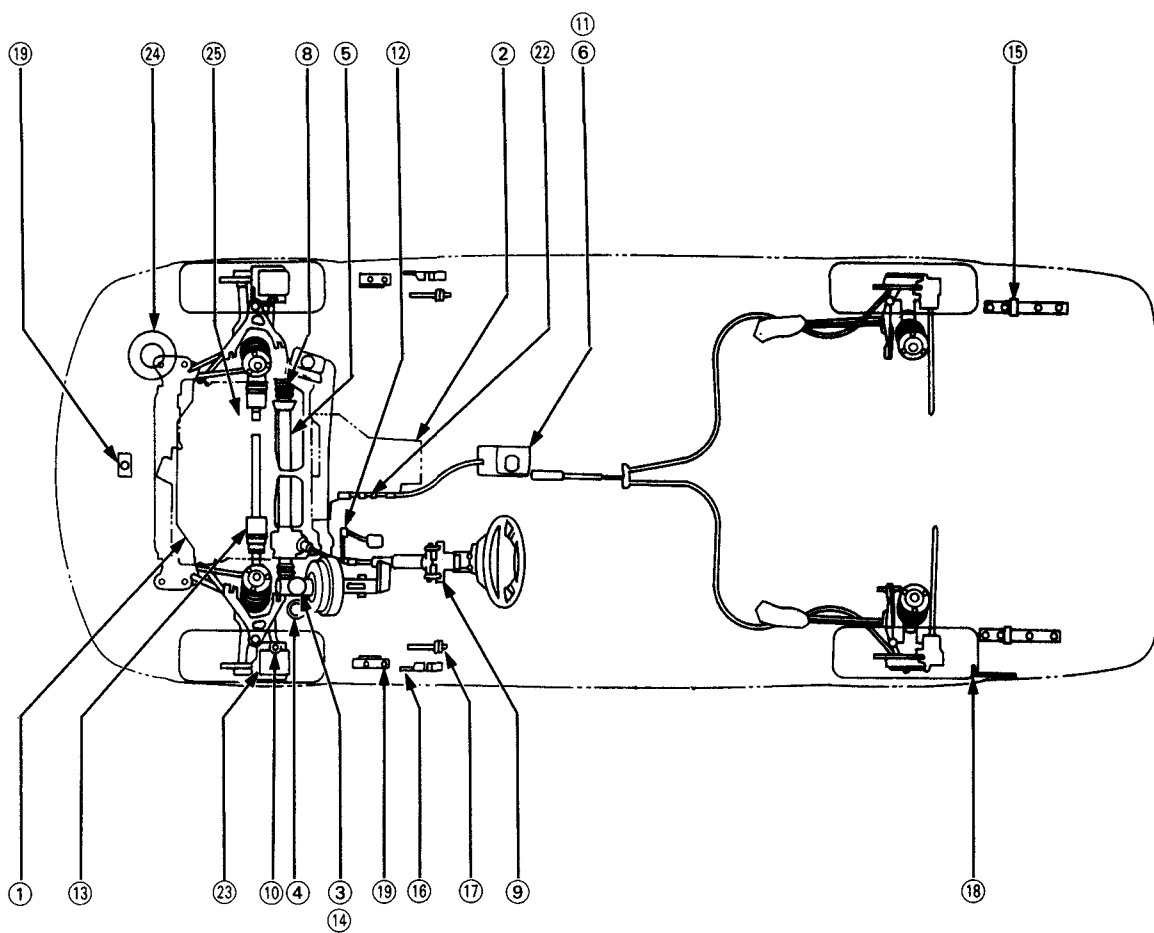 ⑪
⑲ ㉔ ㉕ ⑧ ⑤ ⑫ ② ㉒ ⑥ ⑮
① ⑬ ㉓ ⑩ ④ ③ ⑲ ⑯ ⑰ ⑨ ⑱
⑭